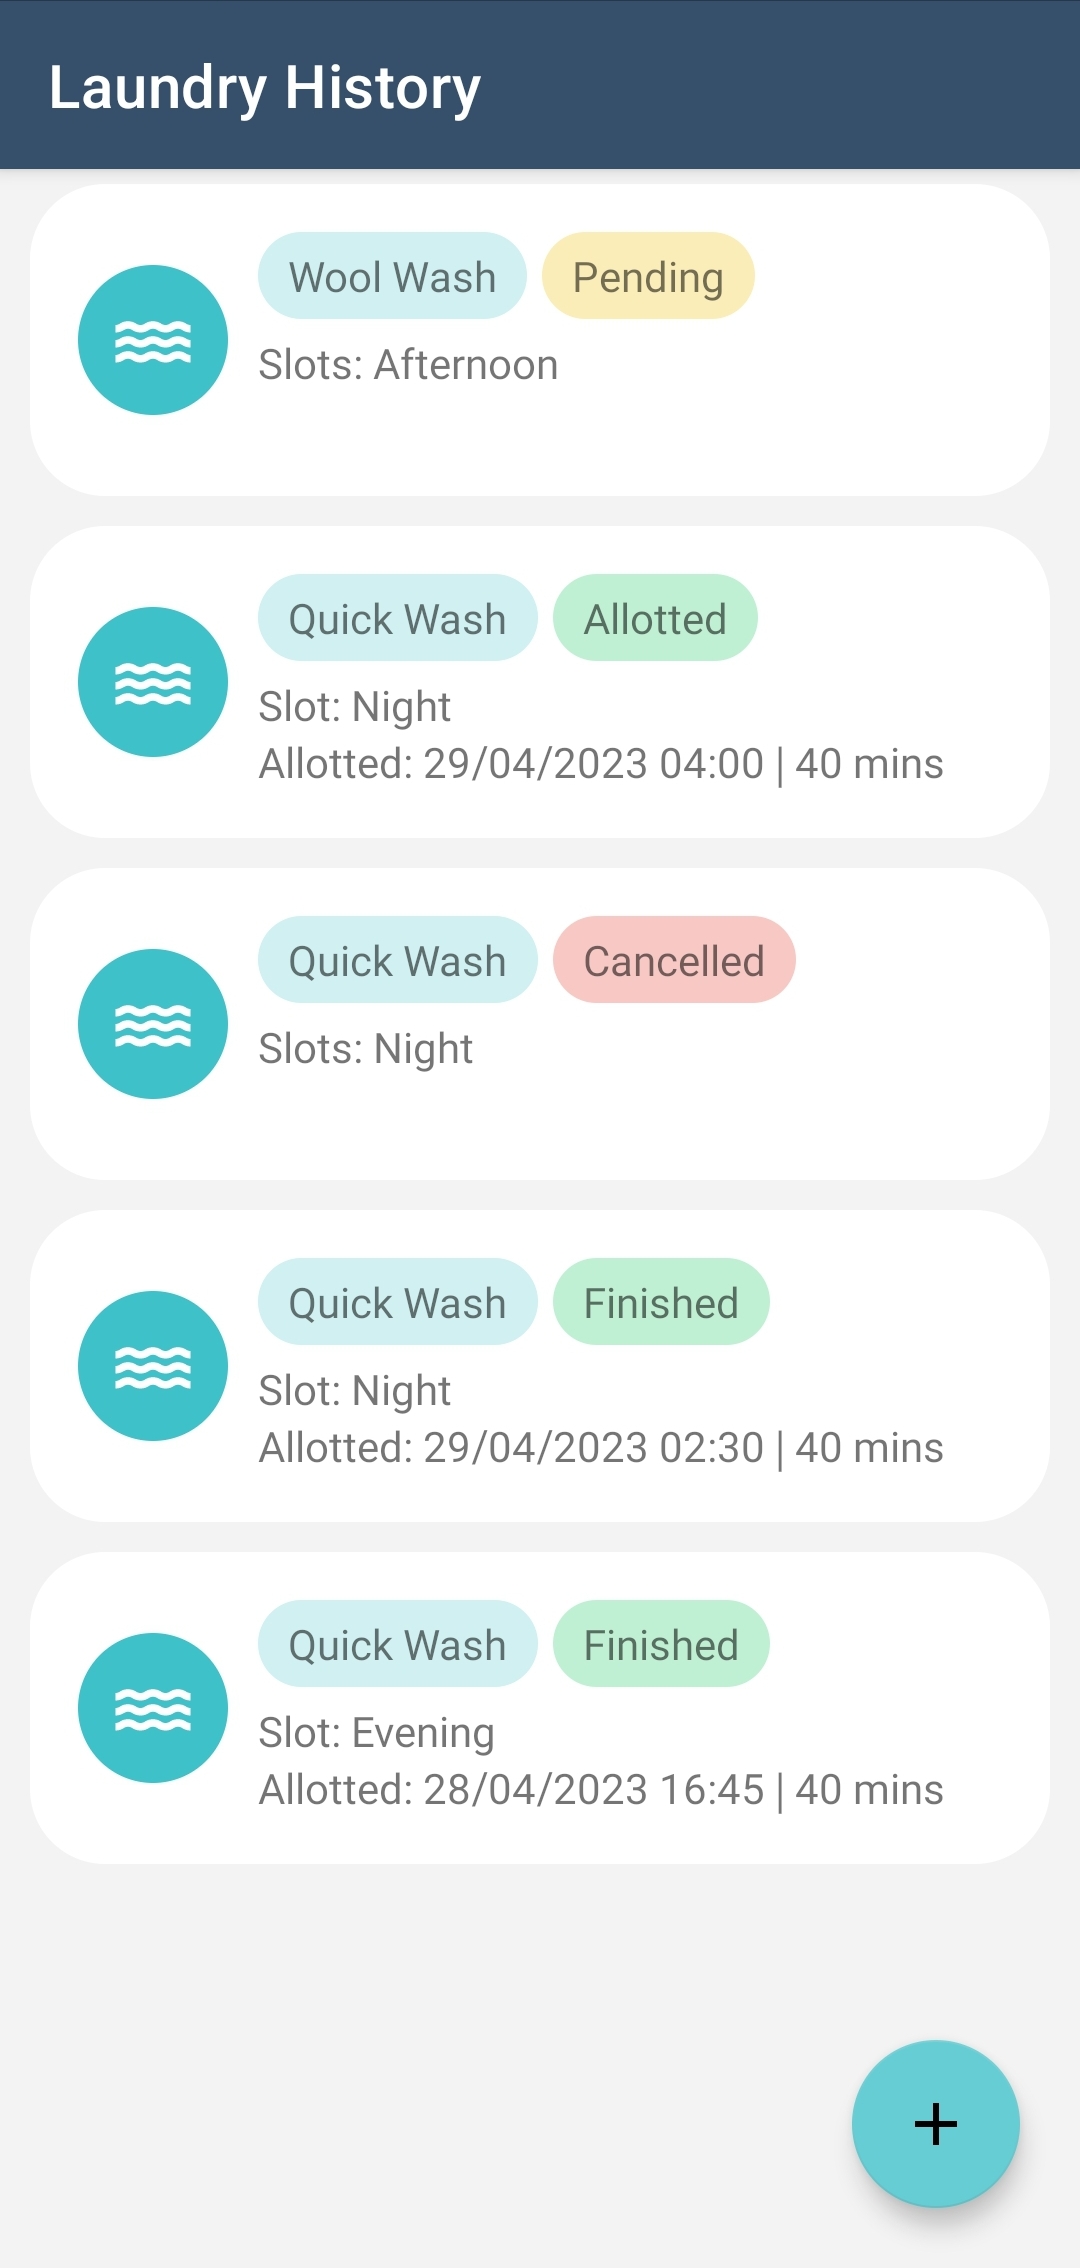 Laundry History
Wool Wash Pending
Slots: Afternoon
Quick Wash Allotted
Slot: Night
Allotted: 29/04/2023 04:00 | 40 mins
Quick Wash Cancelled
Slots: Night
Quick Wash Finished
Slot: Night
Allotted: 29/04/2023 02:30 | 40 mins
Quick Wash Finished
Slot: Evening
Allotted: 28/04/2023 16:45 | 40 mins
+